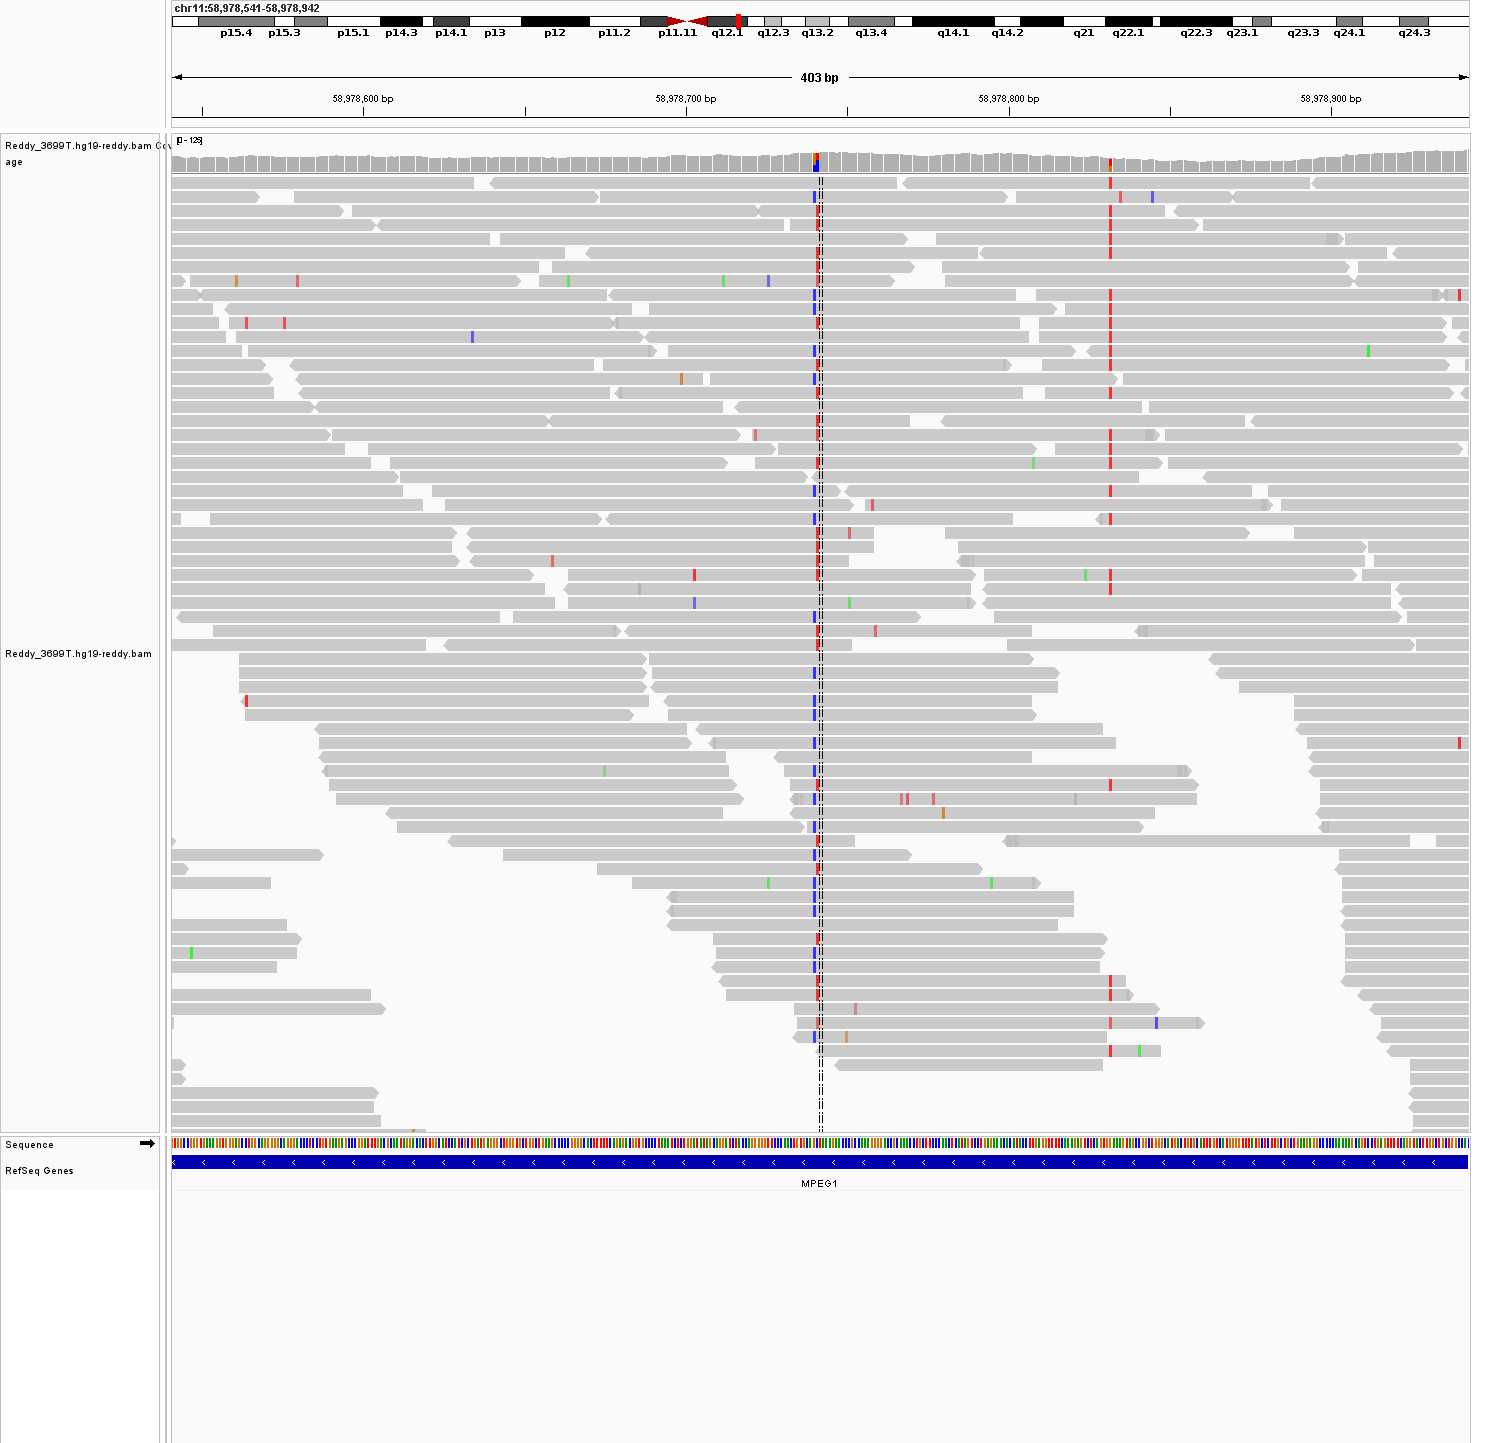 chr11:58,978,541-58,978,942
p15.4 p15.3 p15.1 p14.3 p14.1 p13 p12 p11.2 p11.11 q12.1 q12.3 q13.2 q13.4 q14.1 q14.2 q21 q22.1 q22.3 q23.1 q23.3 q24.1 q24.3
403 bp
58,978,600 bp 58,978,700 bp 58,978,800 bp 58,978,900 bp
[0 - 125]
Reddy_3699T.hg19-reddy.bam Cov
age
Reddy_3699T.hg19-reddy.bam
Sequence
RefSeq Genes
MPEG1